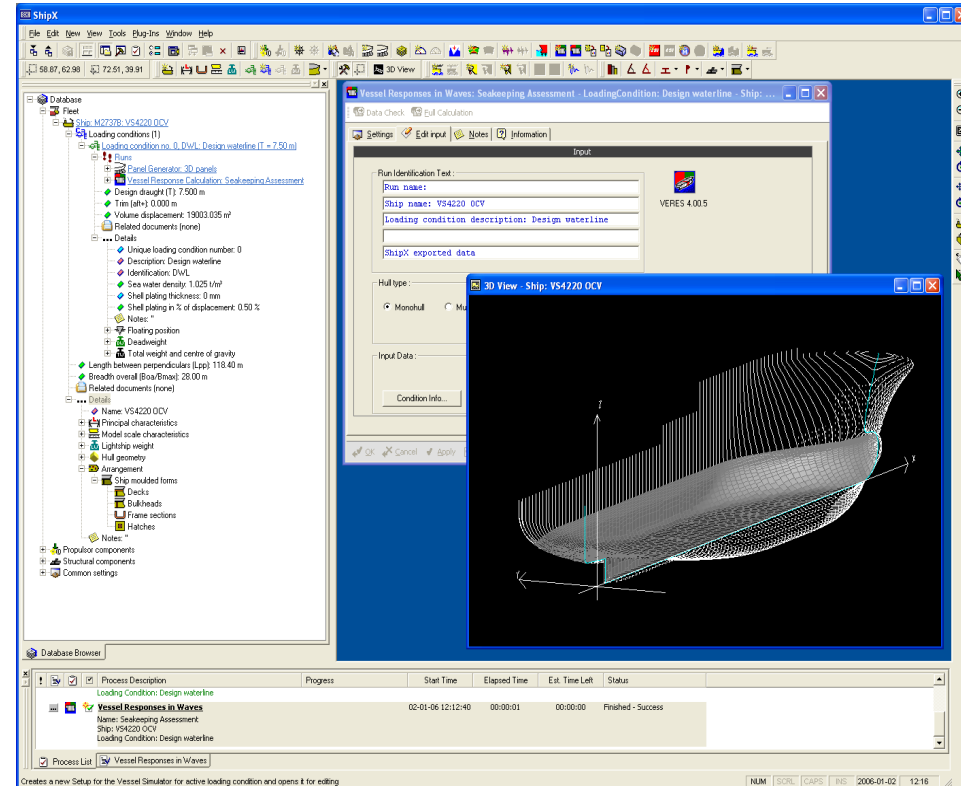 ShipX
File Edit New View Tools Plug-Ins Window Help
58.87, 62.98 72.51, 39.91 3D View
Database
Fleet
Ship: M2737B: VS4220 OCV
Loading conditions (1)
Loading condition no. 0, DWL: Design waterline (T = 7.50 m)
Runs
Panel Generator, 3D panels
Vessel Response Calculation: Seakeeping Assessment
Design draught (T): 7.500 m
Trim (aft+): 0.000 m
Volume displacement: 19003.035 m³
Related documents (none)
Details
Unique loading condition number: 0
Description: Design waterline
Identification: DWL
Sea water density: 1.025 t/m³
Shell plating thickness: 0 mm
Shell plating in % of displacement: 0.50 %
Notes: "
Floating position
Deadweight
Total weight and centre of gravity
Length between perpendiculars (Lpp): 118.40 m
Breadth overall (Boa/Bmax): 28.00 m
Related documents (none)
Details
Name: VS4220 OCV
Principal characteristics
Model scale characteristics
Lightship weight
Hull geometry
Arrangement
Ship moulded forms
Decks
Bulkheads
Frame sections
Hatches
Notes: "
Propulsor components
Structural components
Common settings
Database Browser
Vessel Responses in Waves: Seakeeping Assessment - LoadingCondition: Design waterline - Ship: ...
Data Check Full Calculation
Settings Edit input Notes Information
Input
Run Identification Text :
Run name:
Ship name: VS4220 OCV
Loading condition description: Design waterline
ShipX exported data
VERES 4.00.5
Hull type :
Monohull Mu
Input Data :
Condition Info...
OK Cancel Apply
3D View - Ship: VS4220 OCV
X
Y
! Process Description Progress Start Time Elapsed Time Est. Time Left Status
Loading Condition: Design waterline
Vessel Responses in Waves 02-01-06 12:12:40 00:00:01 00:00:00 Finished - Success
Name: Seakeeping Assessment
Ship: VS4220 OCV
Loading Condition: Design waterline
Process List Vessel Responses in Waves
Creates a new Setup for the Vessel Simulator for active loading condition and opens it for editing
NUM SCRL CAPS INS 2006-01-02 12:16